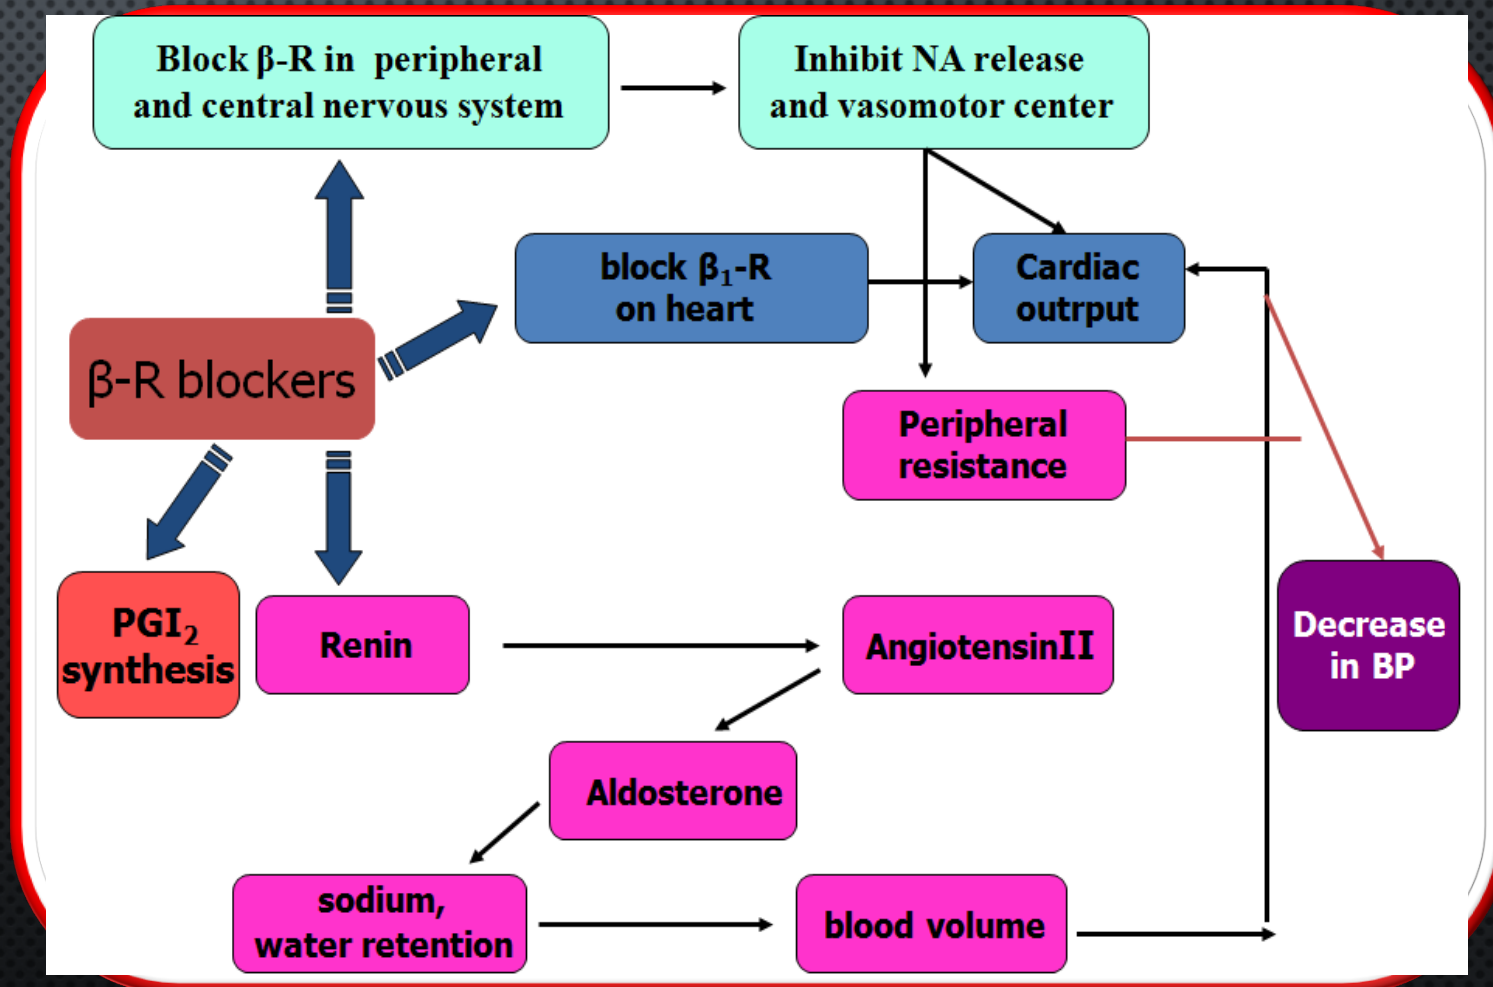 Block β-R in peripheral
and central nervous system
Inhibit NA release
and vasomotor center
block β₁-R
on heart
Cardiac
outrput
β-R blockers
Peripheral
resistance
PGI₂
synthesis
Renin
AngiotensinII
Decrease
in BP
Aldosterone
sodium,
water retention
blood volume